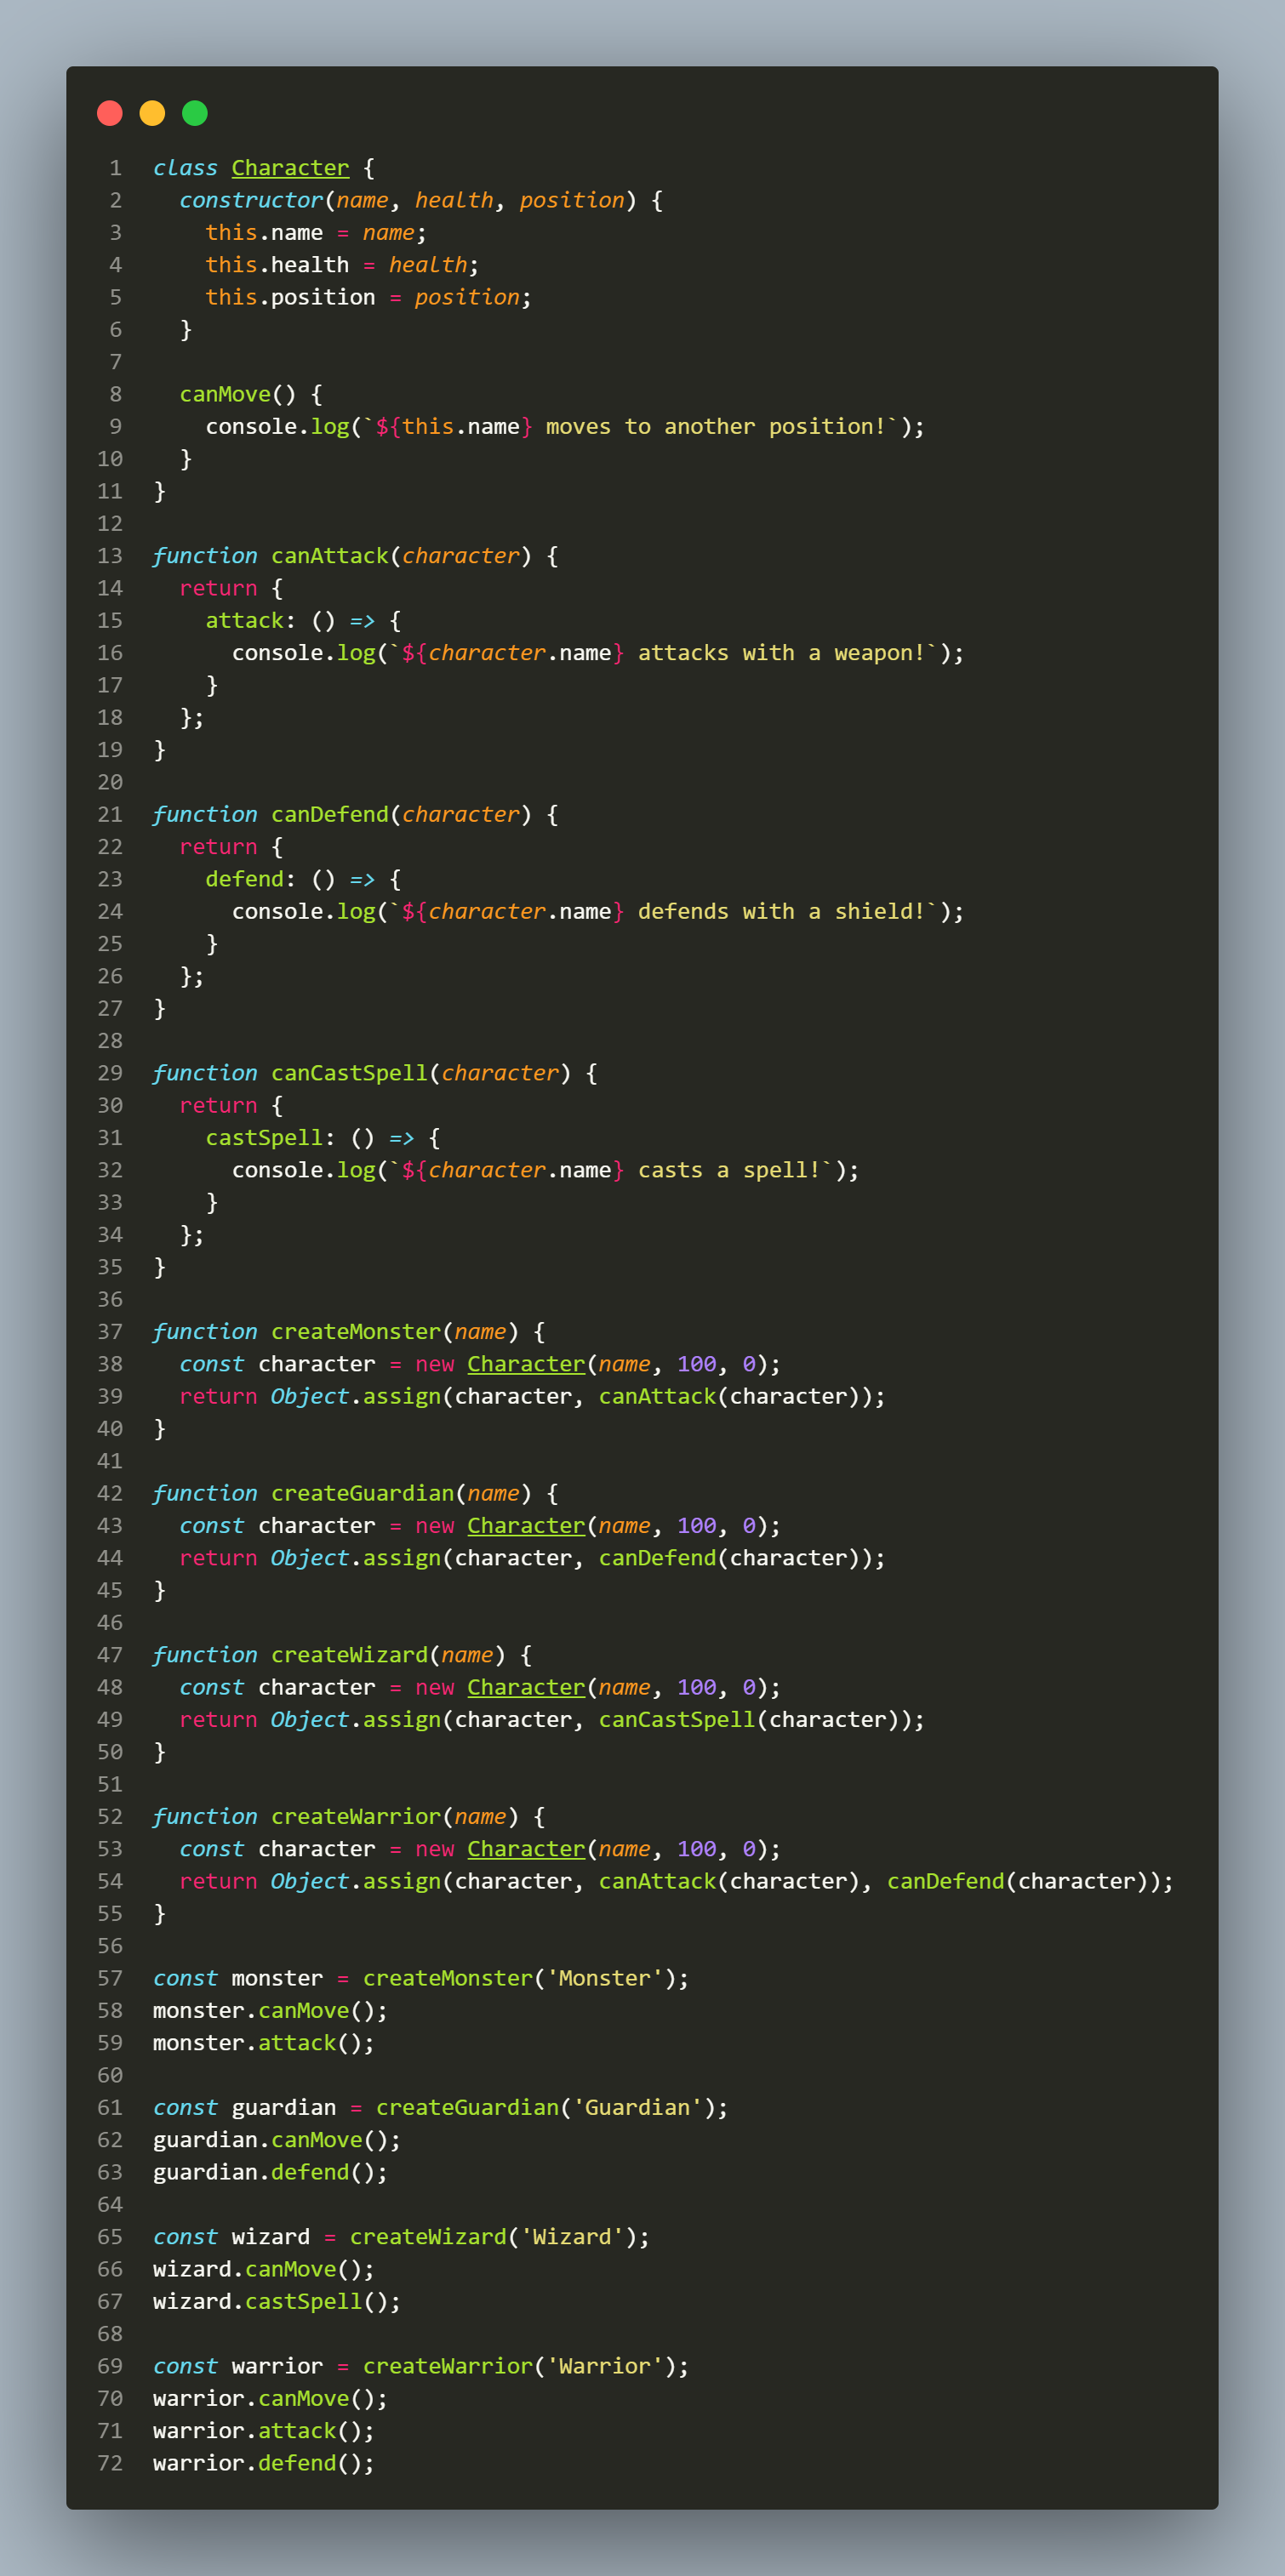 1 class Character {
2   constructor(name, health, position) {
3     this.name = name;
4     this.health = health;
5     this.position = position;
6   }
7
8   canMove() {
9     console.log(`${this.name} moves to another position!`);
10   }
11 }
12
13 function canAttack(character) {
14   return {
15     attack: () => {
16       console.log(`${character.name} attacks with a weapon!`);
17     }
18   };
19 }
20
21 function canDefend(character) {
22   return {
23     defend: () => {
24       console.log(`${character.name} defends with a shield!`);
25     }
26   };
27 }
28
29 function canCastSpell(character) {
30   return {
31     castSpell: () => {
32       console.log(`${character.name} casts a spell!`);
33     }
34   };
35 }
36
37 function createMonster(name) {
38   const character = new Character(name, 100, 0);
39   return Object.assign(character, canAttack(character));
40 }
41
42 function createGuardian(name) {
43   const character = new Character(name, 100, 0);
44   return Object.assign(character, canDefend(character));
45 }
46
47 function createWizard(name) {
48   const character = new Character(name, 100, 0);
49   return Object.assign(character, canCastSpell(character));
50 }
51
52 function createWarrior(name) {
53   const character = new Character(name, 100, 0);
54   return Object.assign(character, canAttack(character), canDefend(character));
55 }
56
57 const monster = createMonster('Monster');
58 monster.canMove();
59 monster.attack();
60
61 const guardian = createGuardian('Guardian');
62 guardian.canMove();
63 guardian.defend();
64
65 const wizard = createWizard('Wizard');
66 wizard.canMove();
67 wizard.castSpell();
68
69 const warrior = createWarrior('Warrior');
70 warrior.canMove();
71 warrior.attack();
72 warrior.defend();